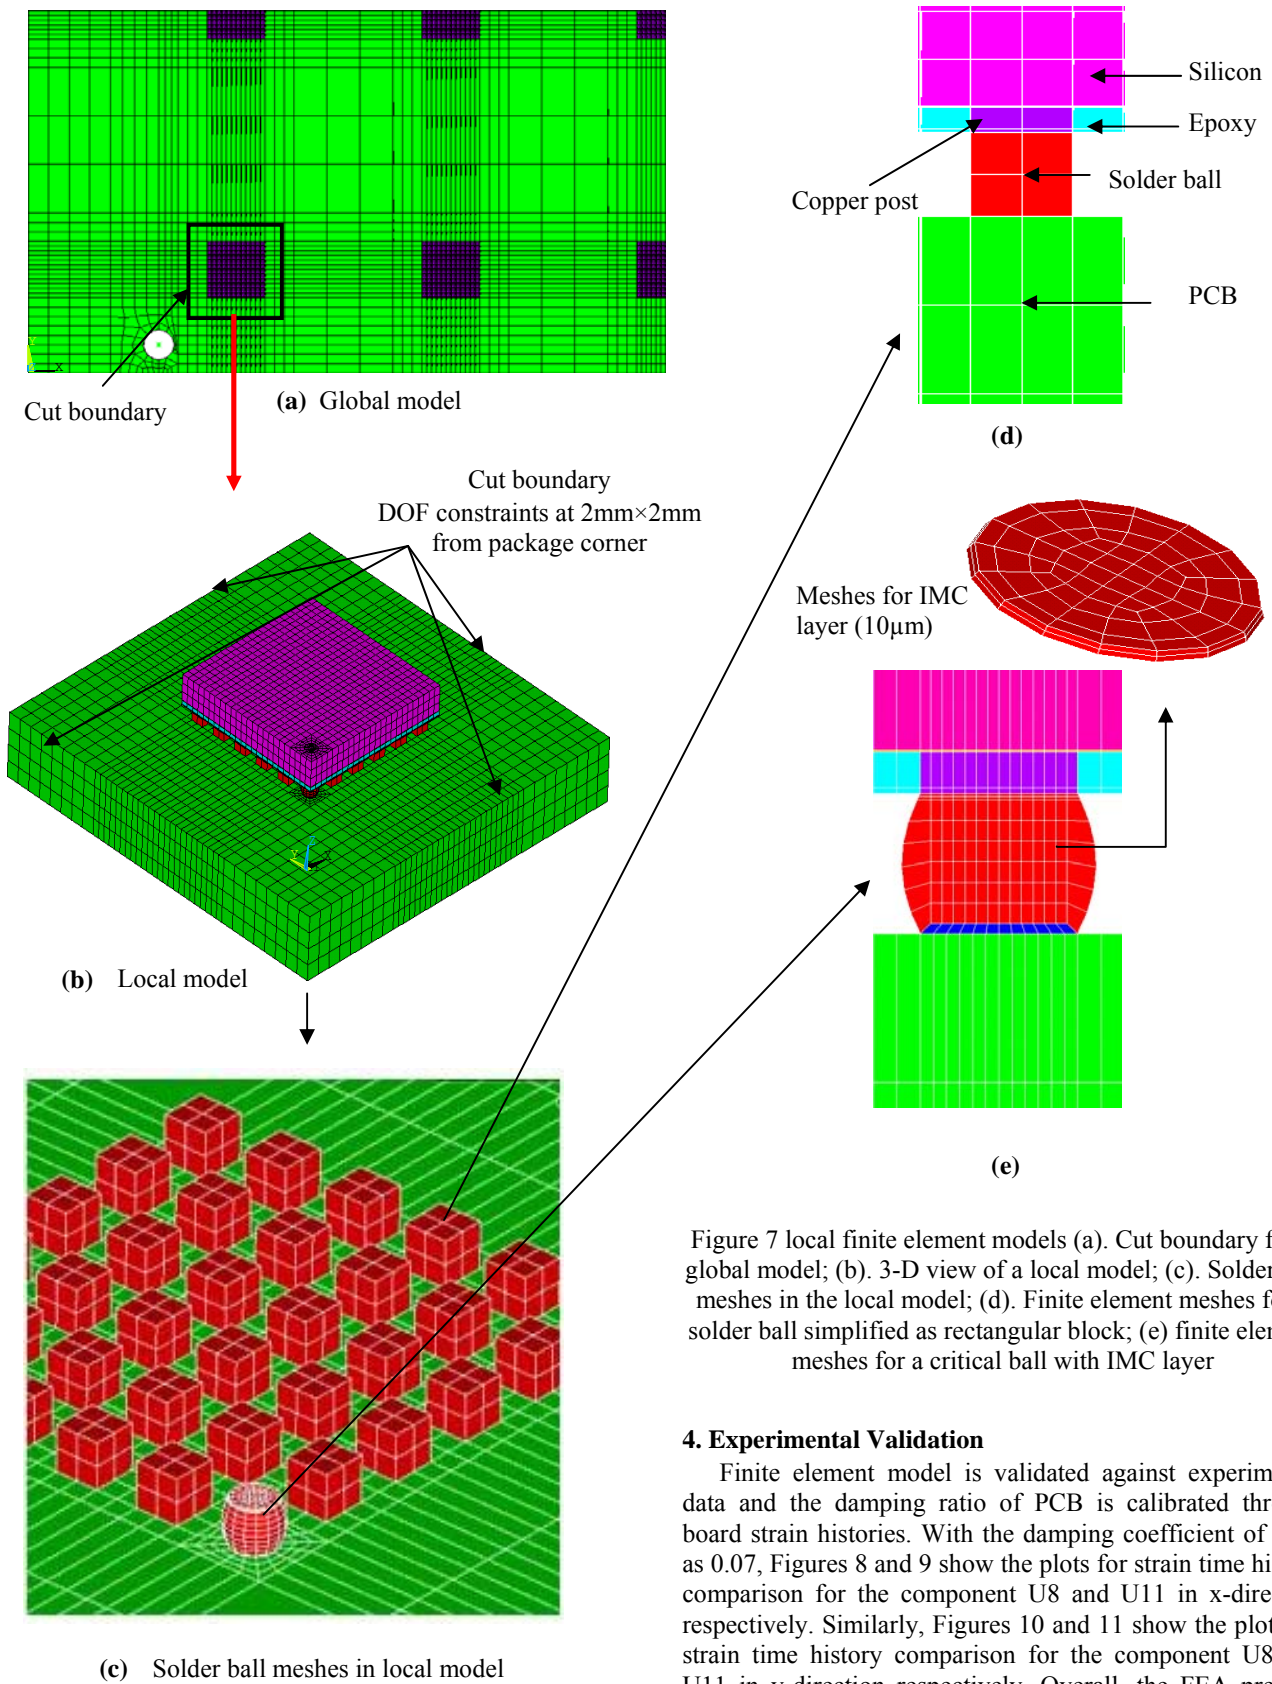 Cut boundary
(a) Global model
Cut boundary
DOF constraints at 2mm×2mm
from package corner
(b) Local model
(c) Solder ball meshes in local model
Silicon
Epoxy
Copper post
Solder ball
PCB
(d)
Meshes for IMC
layer (10µm)
(e)
Figure 7 local finite element models (a). Cut boundary
global model; (b). 3-D view of a local model; (c). Solder
meshes in the local model; (d). Finite element meshes
solder ball simplified as rectangular block; (e) finite
meshes for a critical ball with IMC layer
4. Experimental Validation
Finite element model is validated against
data and the damping ratio of PCB is calibrated
board strain histories. With the damping coefficient of
as 0.07, Figures 8 and 9 show the plots for strain time
comparison for the component U8 and U11 in
respectively. Similarly, Figures 10 and 11 show the
strain time history comparison for the component U8
U11 in y-direction respectively. Overall, the FEA